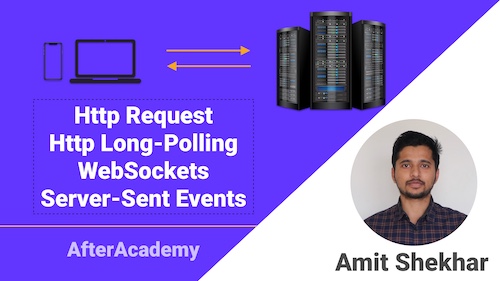 Http Request
Http Long-Polling
WebSockets
Server-Sent Events
AfterAcademy
Amit Shekhar